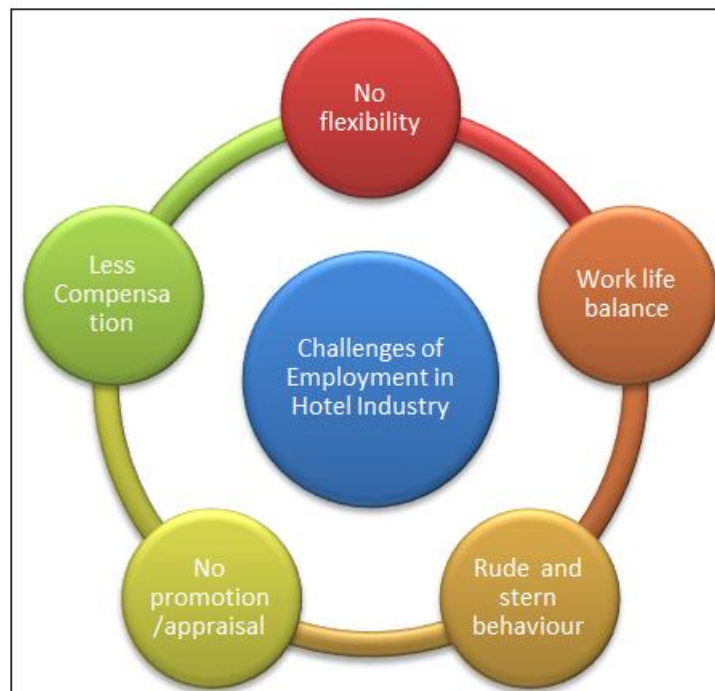 No
flexibility
Work life
balance
Rude and
stern
behaviour
No
promotion
/appraisal
Less
Compensa
tion
Challenges of
Employment in
Hotel Industry